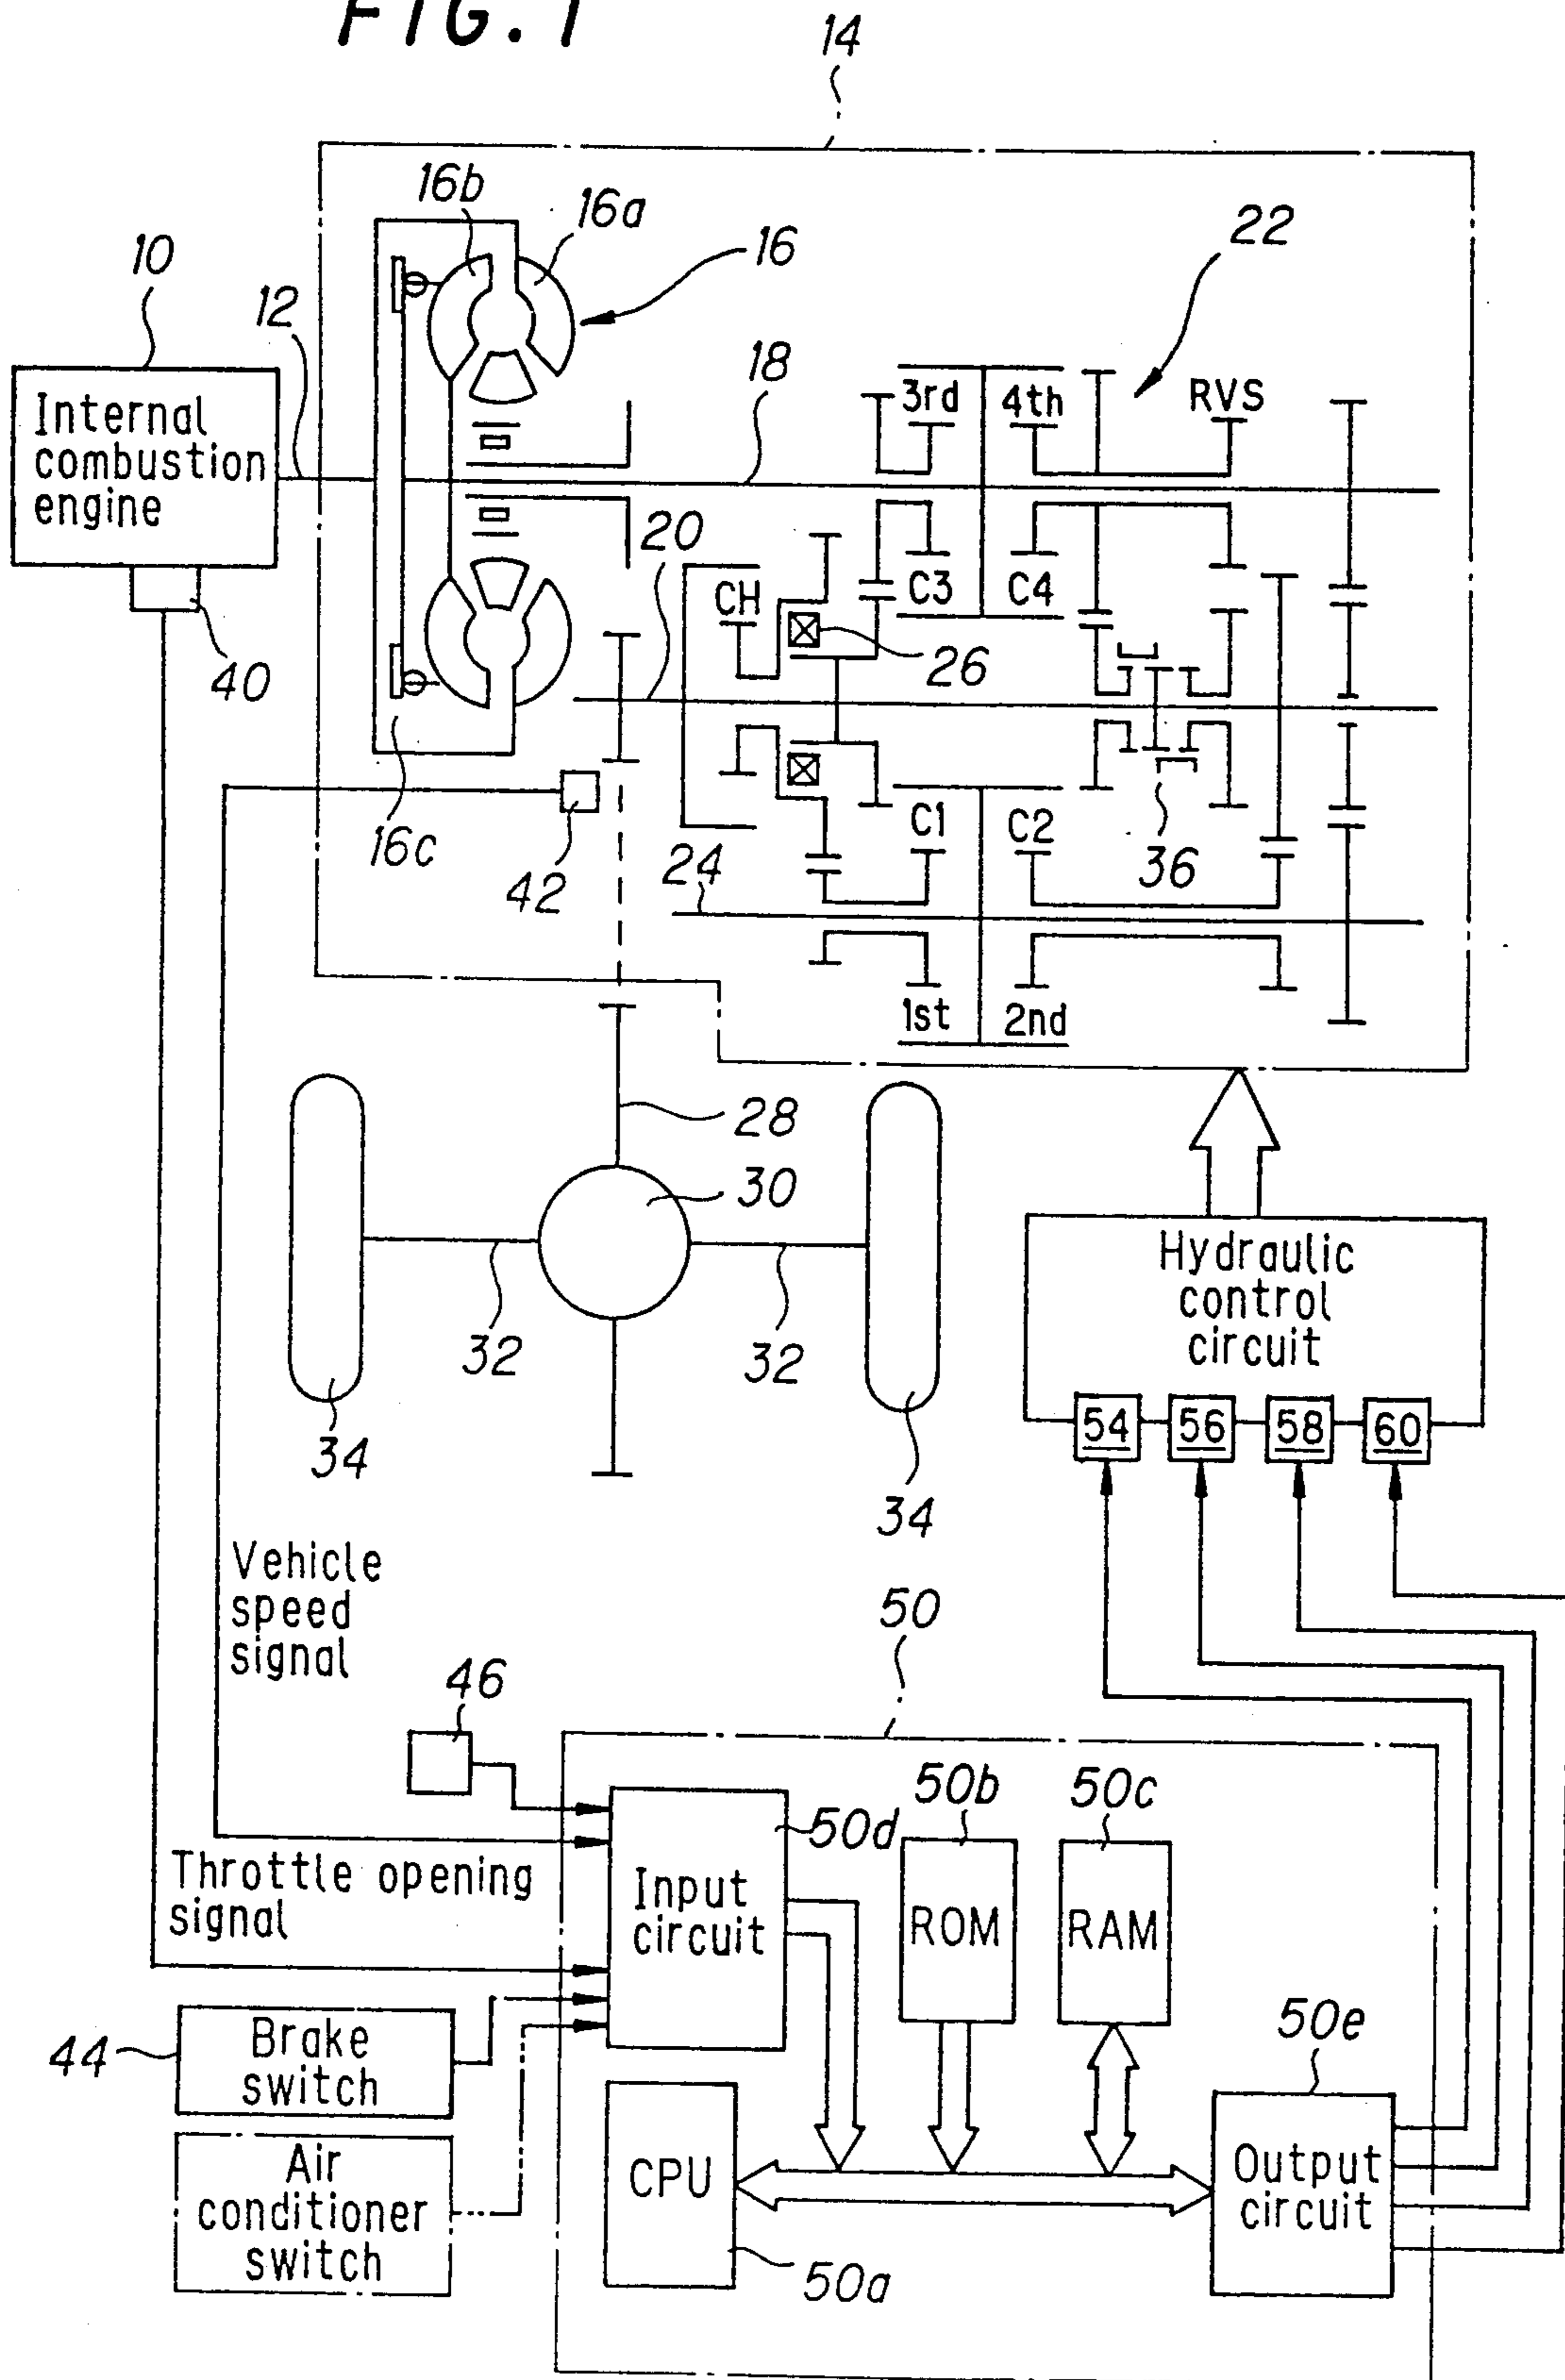 FIG. 1
14
16b
16a
16
22
10
12
18
3rd
4th
RVS
Internal
combustion
engine
20
CH
C3
C4
40
26
16c
42
24
C1
C2
36
1st
2nd
28
30
32
32
34
34
Hydraulic
control
circuit
54
56
58
60
Vehicle
speed
signal
50
46
50b
50c
50d
Throttle opening
signal
Input
circuit
ROM
RAM
44
Brake
switch
50e
Air
conditioner
switch
CPU
Output
circuit
50a